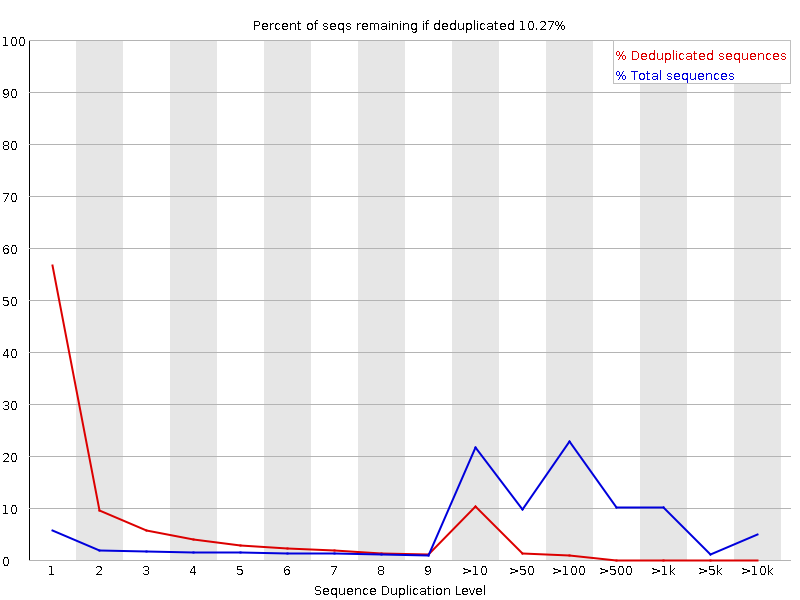 Percent of seqs remaining if deduplicated 10.27%
% Deduplicated sequences
% Total sequences
100
90
80
70
60
50
40
30
20
10
0
1 2 3 4 5 6 7 8 9 >10 >50 >100 >500 >1k >5k >10k
Sequence Duplication Level